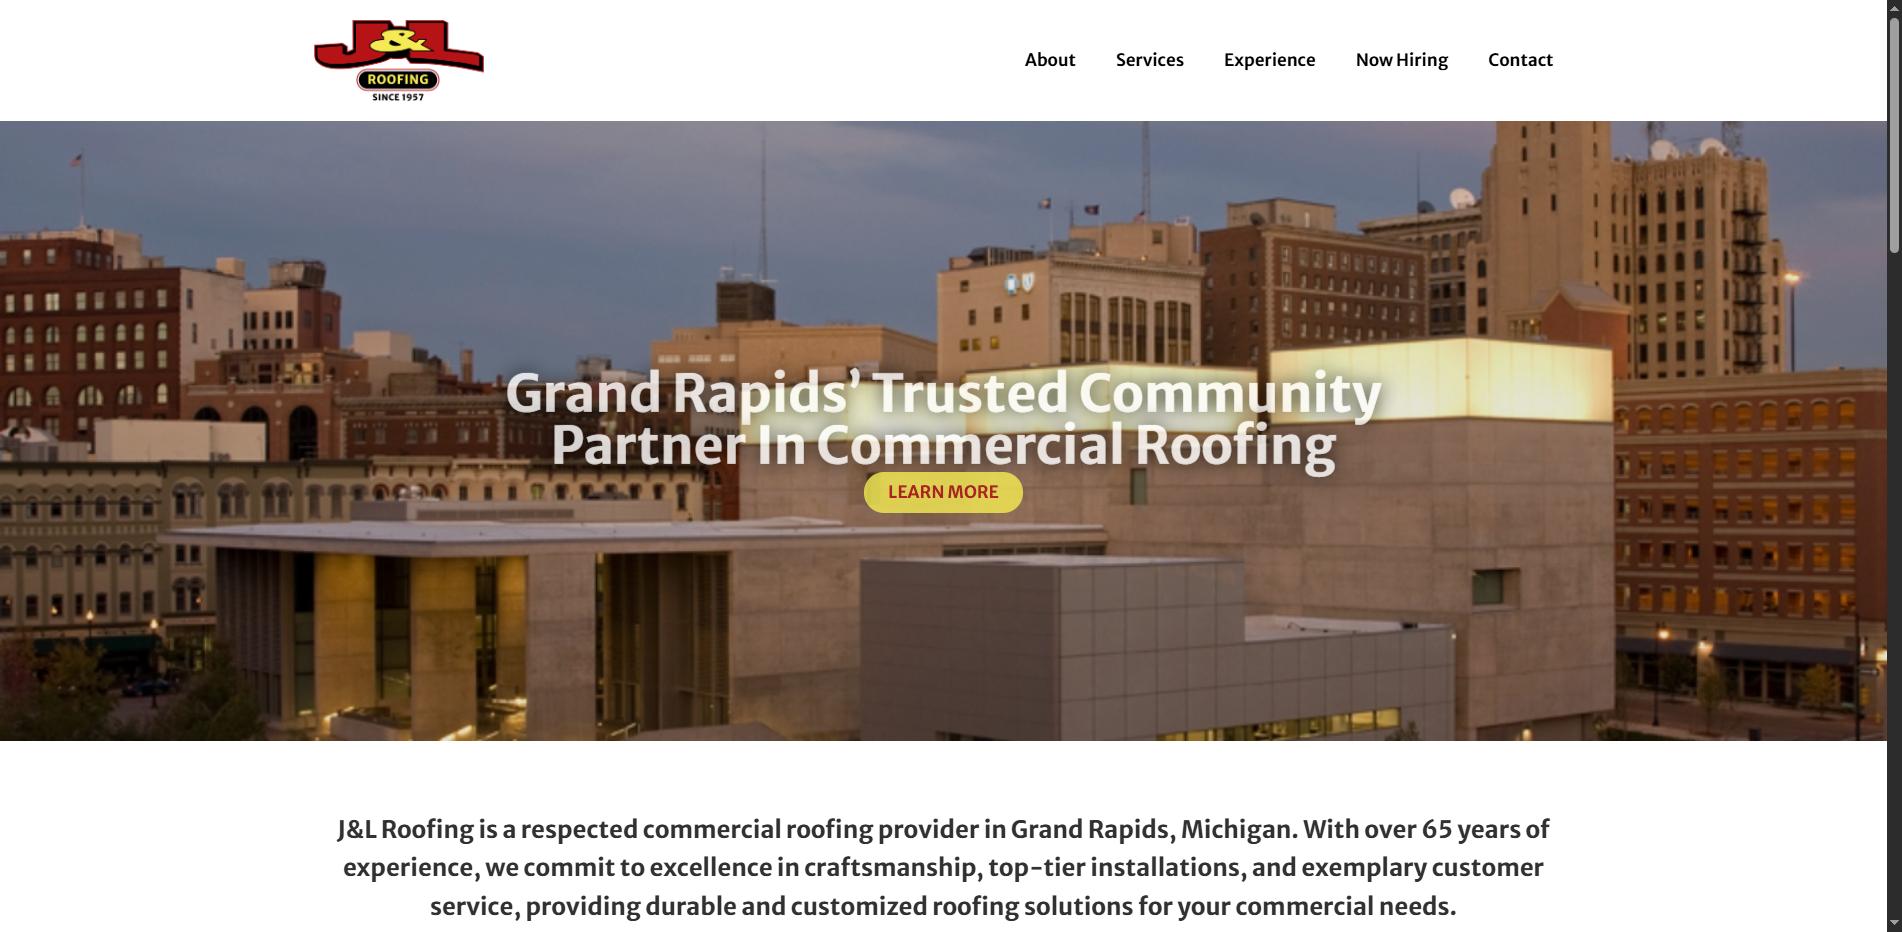 J&L
ROOFING
SINCE 1957
About
Services
Experience
Now Hiring
Contact
Grand Rapids’ Trusted Community
Partner In Commercial Roofing
LEARN MORE
J&L Roofing is a respected commercial roofing provider in Grand Rapids, Michigan. With over 65 years of
experience, we commit to excellence in craftsmanship, top-tier installations, and exemplary customer
service, providing durable and customized roofing solutions for your commercial needs.